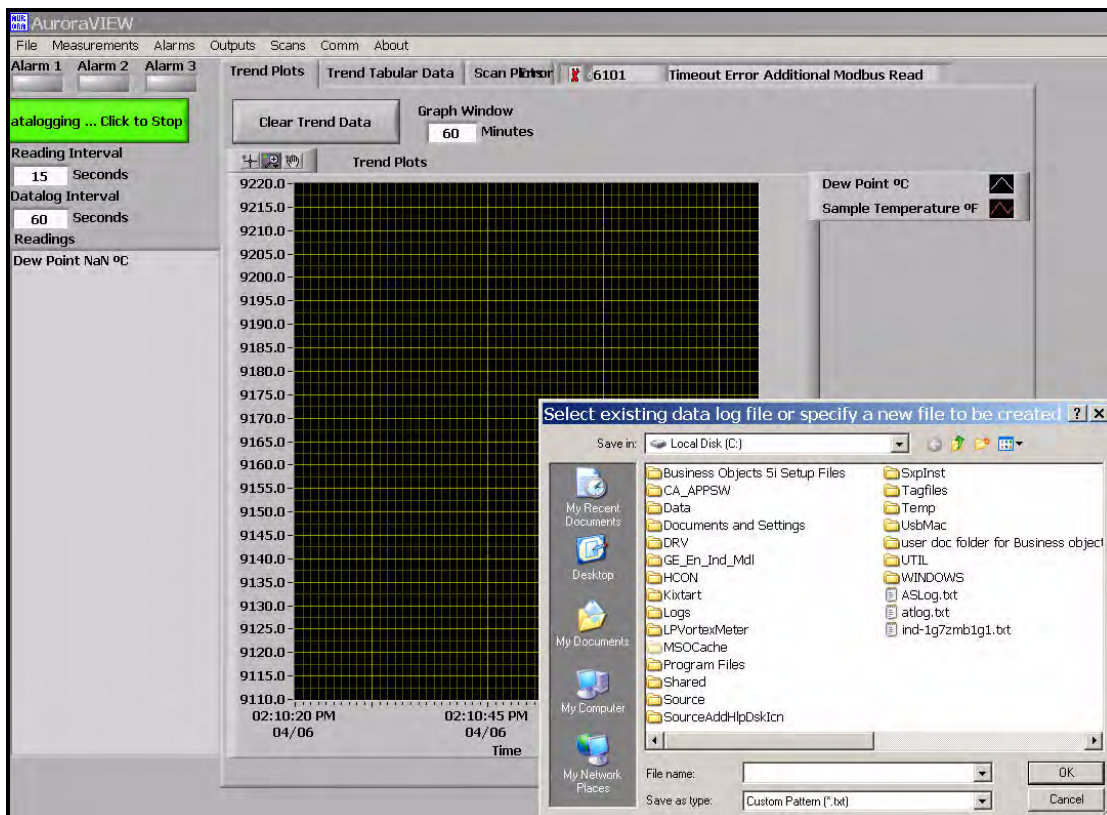 AUR
ORA
AuroraVIEW
File Measurements Alarms Outputs Scans Comm About
Alarm 1 Alarm 2 Alarm 3
atalogging ... Click to Stop
Reading Interval
15 Seconds
Datalog Interval
60 Seconds
Readings
Dew Point NaN ºC
Trend Plots Trend Tabular Data Scan 6101 Timeout Error Additional Modbus Read
Clear Trend Data
Graph Window
60 Minutes
Trend Plots
9220.0
9215.0
9210.0
9205.0
9200.0
9195.0
9190.0
9185.0
9180.0
9175.0
9170.0
9165.0
9160.0
9155.0
9150.0
9145.0
9140.0
9135.0
9130.0
9125.0
9120.0
9115.0
9110.0
02:10:20 PM 02:10:45 PM
04/06 04/06
Time
Dew Point ºC
Sample Temperature ºF
Select existing data log file or specify a new file to be created
Save in: Local Disk (C:)
My Recent
Documents
Desktop
My Documents
My Computer
My Network
Places
Business Objects 5i Setup Files
CA_APPSW
Data
Documents and Settings
DRV
GE_En_Ind_Mdl
HCON
Kixtart
Logs
LPVortexMeter
MSOCache
Program Files
Shared
Source
SourceAddHlpDskIcn
SxpInst
Tagfiles
Temp
UsbMac
user doc folder for Business object
UTIL
WINDOWS
ASLog.txt
atlog.txt
ind-1g7zmb1g1.txt
File name:
OK
Save as type: Custom Pattern (*.txt)
Cancel